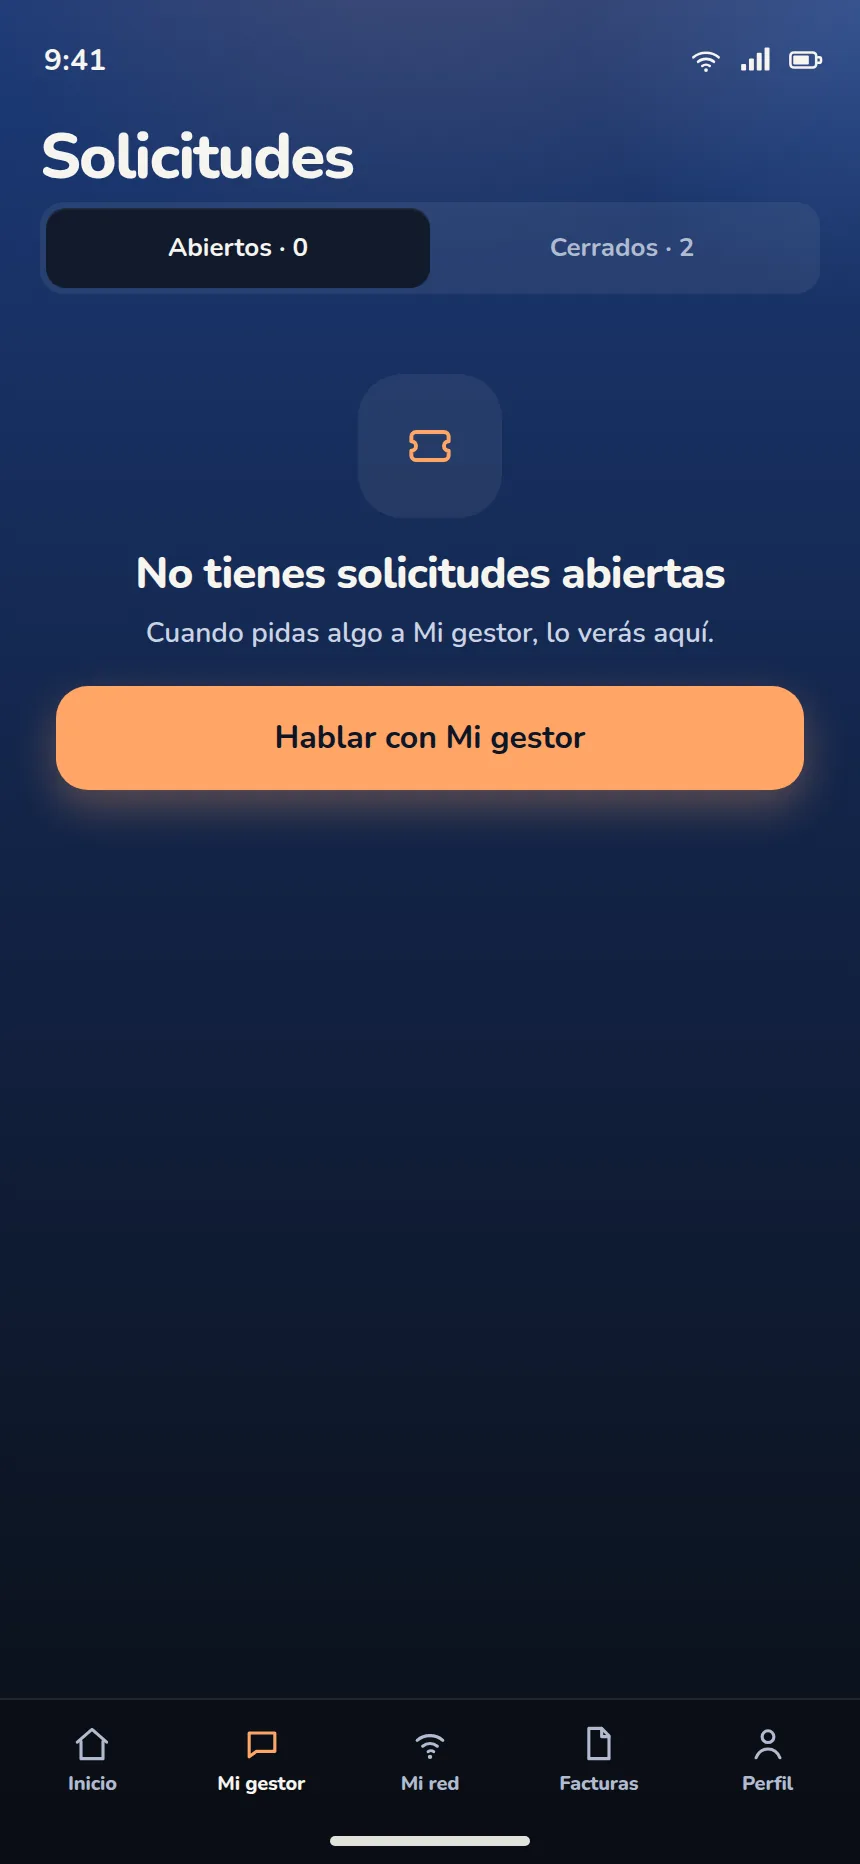 9:41
Solicitudes
Abiertos · 0
Cerrados · 2
No tienes solicitudes abiertas
Cuando pidas algo a Mi gestor, lo verás aquí.
Hablar con Mi gestor
Inicio
Mi gestor
Mi red
Facturas
Perfil